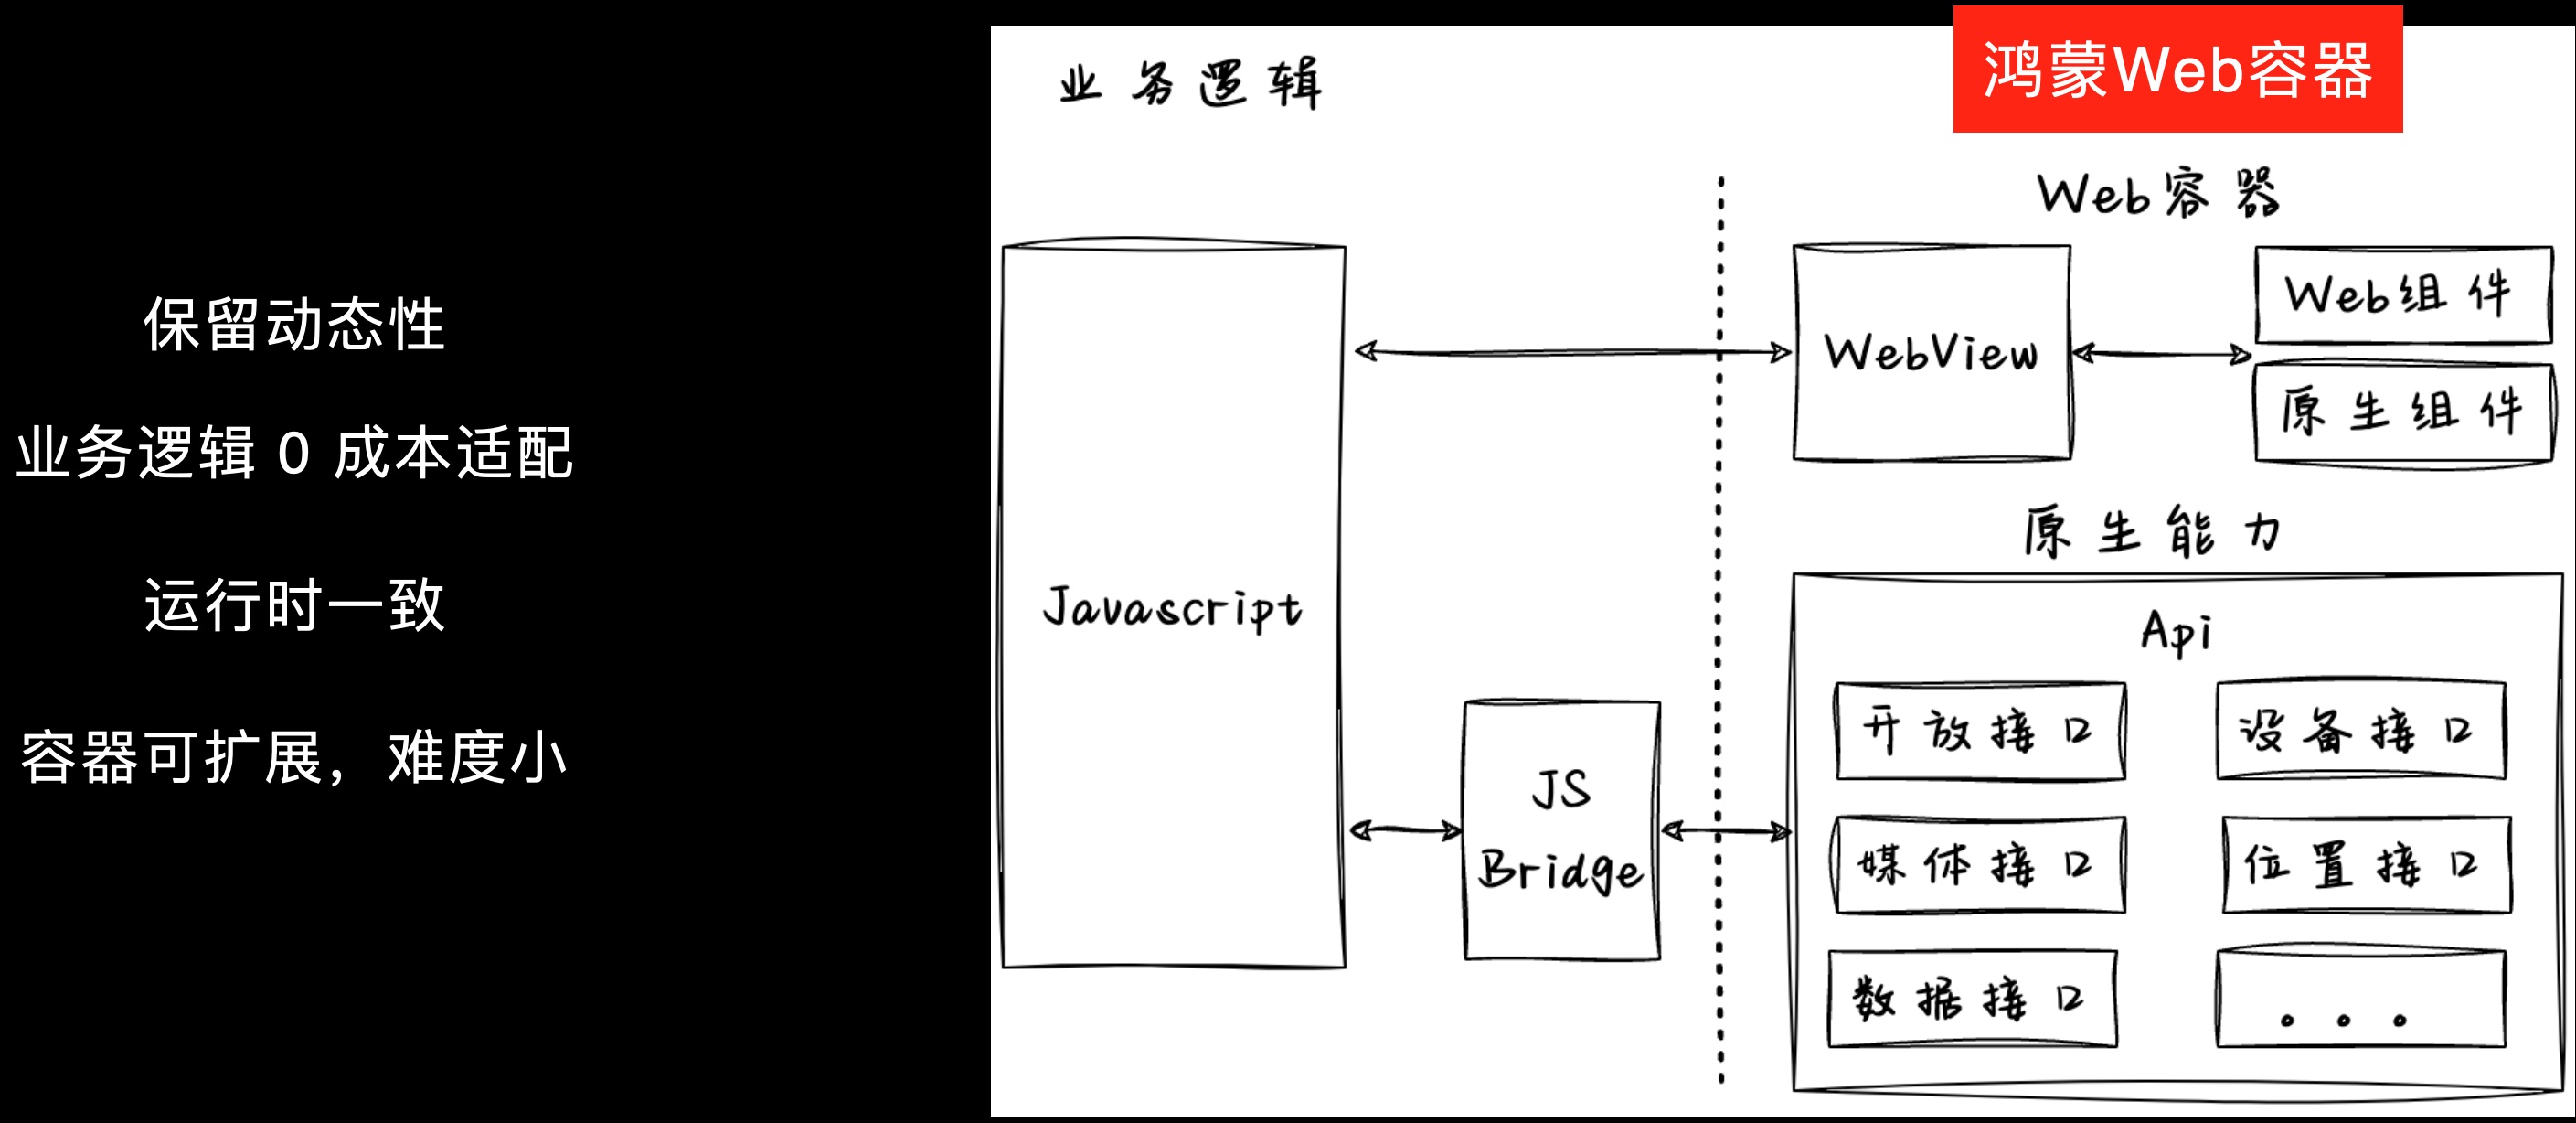 保留动态性
业务逻辑 0 成本适配
运行时一致
容器可扩展，难度小
鸿蒙Web容器
业务逻辑
Javascript
JS
Bridge
Web容器
WebView
Web组件
原生组件
原生能力
Api
开放接口
设备接口
媒体接口
位置接口
数据接口
...